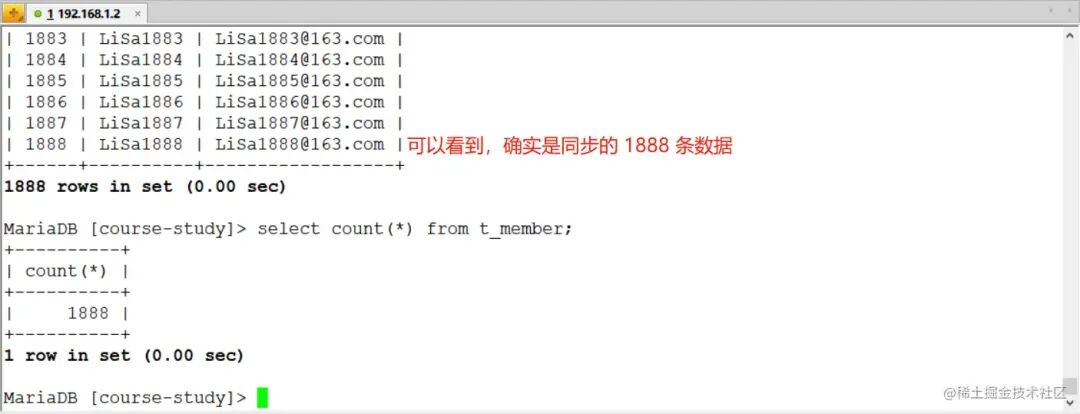 1 192.168.1.2 ×
| 1883 | LiSa1883 | LiSa1883@163.com |
| 1884 | LiSa1884 | LiSa1884@163.com |
| 1885 | LiSa1885 | LiSa1885@163.com |
| 1886 | LiSa1886 | LiSa1886@163.com |
| 1887 | LiSa1887 | LiSa1887@163.com |
| 1888 | LiSa1888 | LiSa1888@163.com | 可以看到，确实是同步的 1888 条数据
+------+----------+------------------+
1888 rows in set (0.00 sec)
MariaDB [course-study]> select count(*) from t_member;
+----------+
| count(*) |
+----------+
|     1888 |
+----------+
1 row in set (0.00 sec)
MariaDB [course-study]>
@稀土掘金技术社区